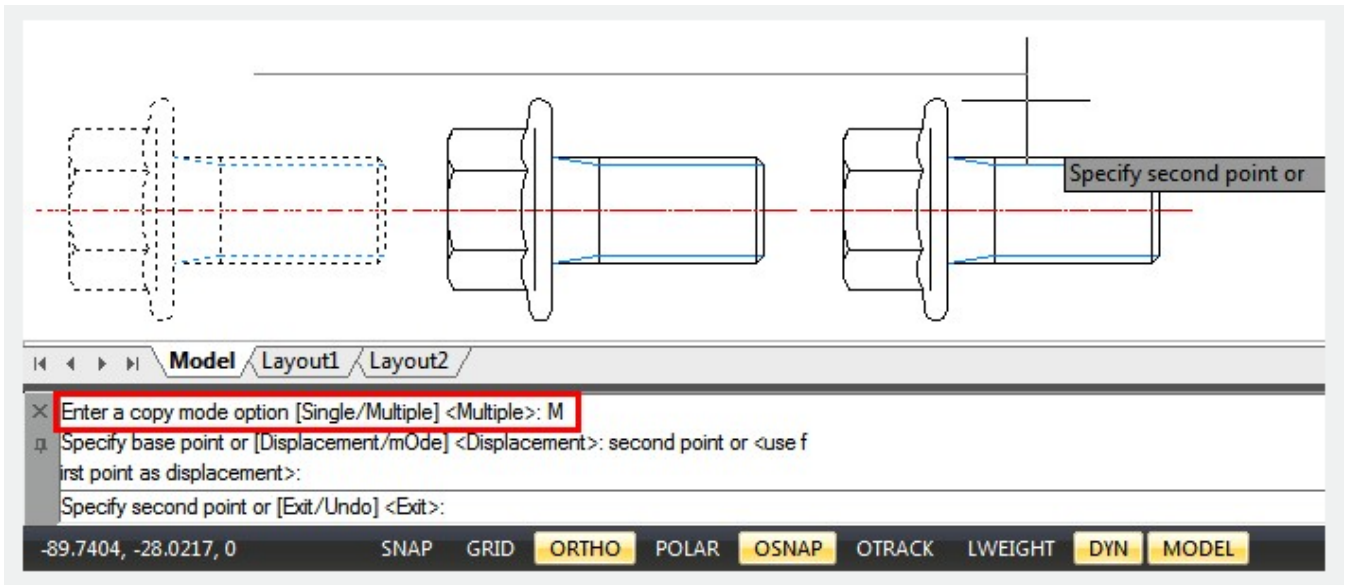 Specify second point or
Model Layout1 Layout2
Enter a copy mode option [Single/Multiple] <Multiple>: M
Specify base point or [Displacement/mOde] <Displacement>: second point or <use f
irst point as displacement>:
Specify second point or [Exit/Undo] <Exit>:
-89.7404, -28.0217, 0 SNAP GRID ORTHO POLAR OSNAP OTRACK LWEIGHT DYN MODEL